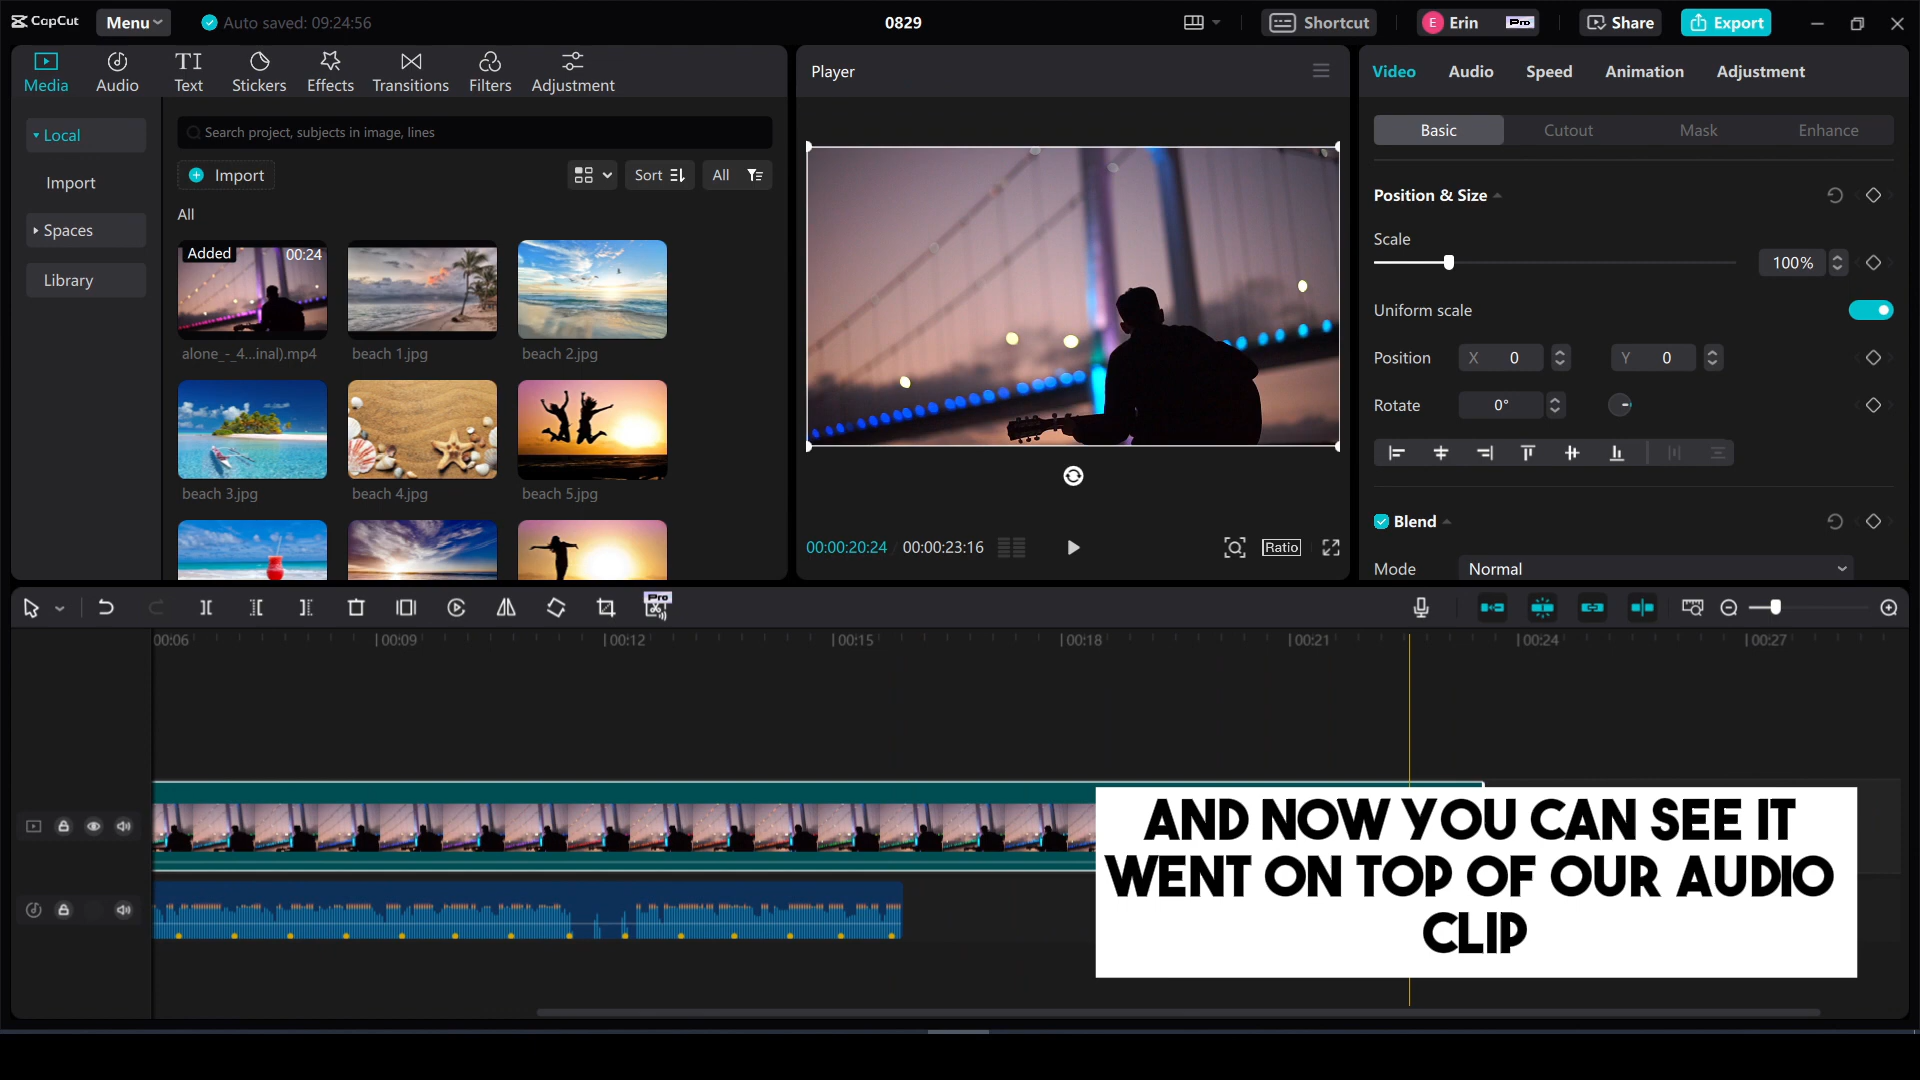 CapCut Menu Auto saved: 09:24:56 0829 Shortcut E Erin Pro Share Export
Media Audio TI Text Stickers Effects Transitions Filters Adjustment
Local
Import
Spaces
Library
Search project, subjects in image, lines
Import Sort All
All
Added 00:24
alone_-_4...inal).mp4 beach 1.jpg beach 2.jpg
beach 3.jpg beach 4.jpg beach 5.jpg
Player
00:00:20:24 00:00:23:16 Ratio
Video Audio Speed Animation Adjustment
Basic Cutout Mask Enhance
Position & Size
Scale
100%
Uniform scale
Position X 0 Y 0
Rotate 0°
Blend
Mode Normal
Pro
00:06 00:09 00:12 00:15 00:18 00:21 00:24 00:27
AND NOW YOU CAN SEE IT
WENT ON TOP OF OUR AUDIO
CLIP